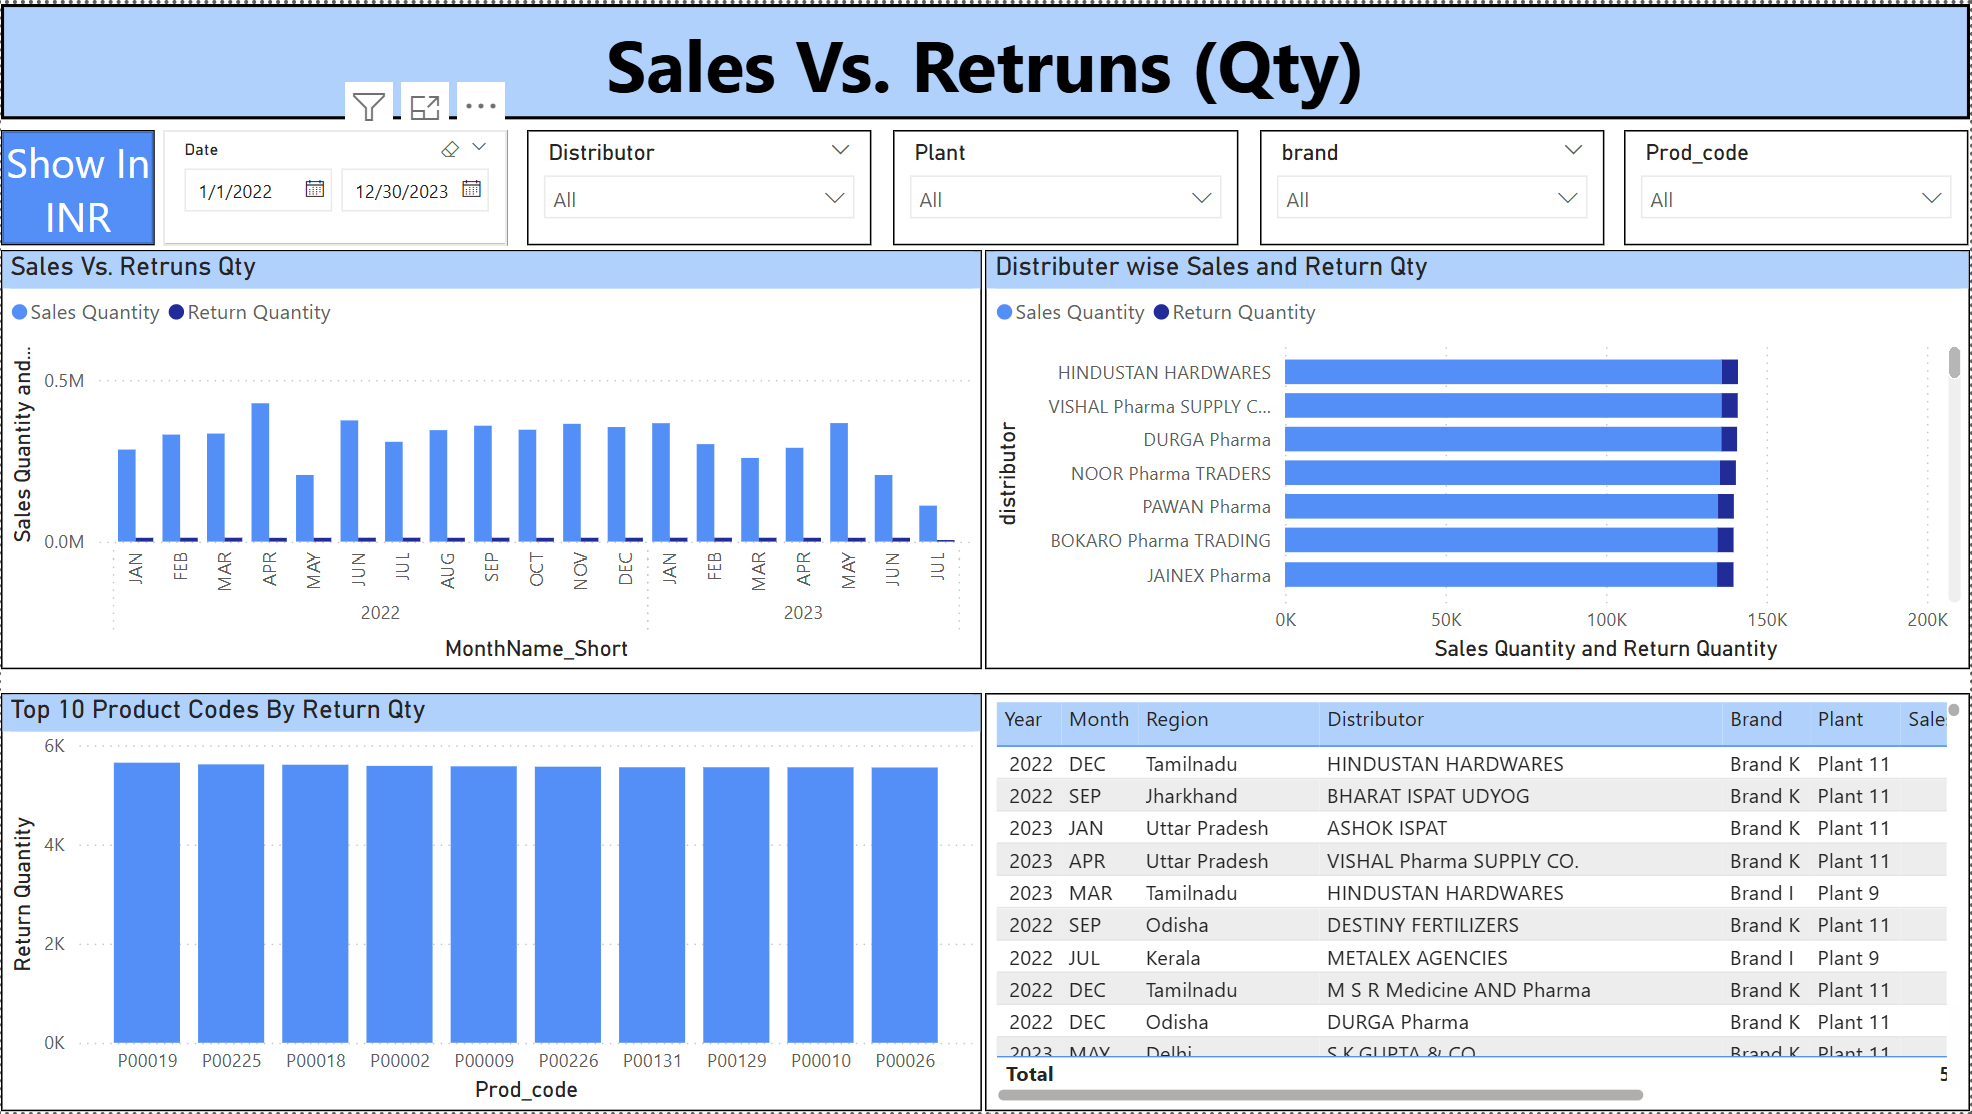 Sales Vs. Retruns (Qty)
Show In
INR
Date
1/1/2022
12/30/2023
Distributor
All
Plant
All
brand
All
Prod_code
All
Sales Vs. Retruns Qty
Sales Quantity Return Quantity
Sales Quantity and...
0.5M
0.0M
JAN FEB MAR APR MAY JUN JUL AUG SEP OCT NOV DEC JAN FEB MAR APR MAY JUN JUL
2022 2023
MonthName_Short
Distributer wise Sales and Return Qty
Sales Quantity Return Quantity
distributor
HINDUSTAN HARDWARES
VISHAL Pharma SUPPLY C...
DURGA Pharma
NOOR Pharma TRADERS
PAWAN Pharma
BOKARO Pharma TRADING
JAINEX Pharma
0K 50K 100K 150K 200K
Sales Quantity and Return Quantity
Top 10 Product Codes By Return Qty
Return Quantity
6K
4K
2K
0K
P00019 P00225 P00018 P00002 P00009 P00226 P00131 P00129 P00010 P00026
Prod_code
Year Month Region Distributor Brand Plant Sale
2022 DEC Tamilnadu HINDUSTAN HARDWARES Brand K Plant 11
2022 SEP Jharkhand BHARAT ISPAT UDYOG Brand K Plant 11
2023 JAN Uttar Pradesh ASHOK ISPAT Brand K Plant 11
2023 APR Uttar Pradesh VISHAL Pharma SUPPLY CO. Brand K Plant 11
2023 MAR Tamilnadu HINDUSTAN HARDWARES Brand I Plant 9
2022 SEP Odisha DESTINY FERTILIZERS Brand K Plant 11
2022 JUL Kerala METALEX AGENCIES Brand I Plant 9
2022 DEC Tamilnadu M S R Medicine AND Pharma Brand K Plant 11
2022 DEC Odisha DURGA Pharma Brand K Plant 11
2023 MAY Delhi S K GUPTA & CO Brand K Plant 11
Total 5